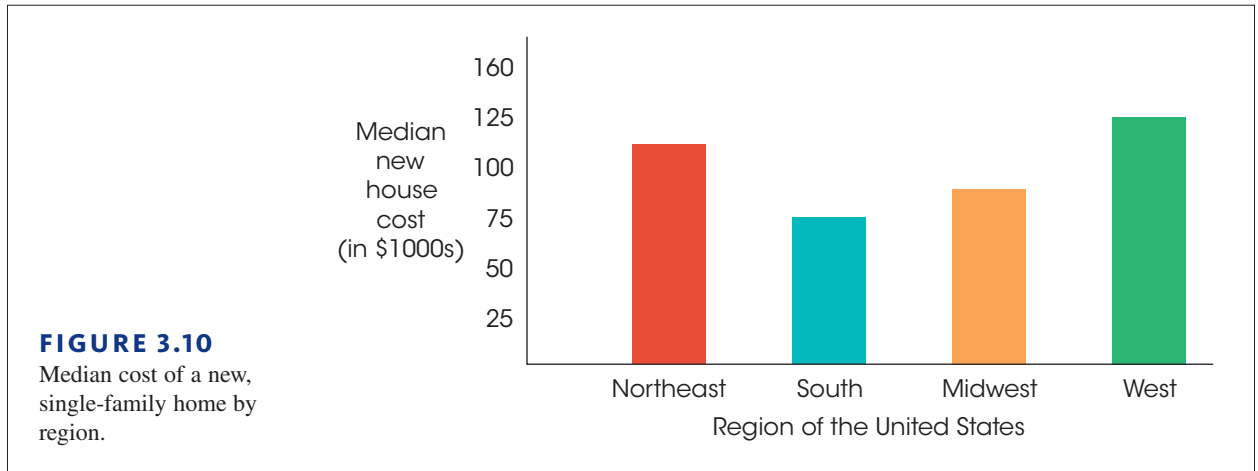 160
125
100
75
50
25
Median
new
house
cost
(in $1000s)
Northeast South Midwest West
Region of the United States
FIGURE 3.10
Median cost of a new,
single-family home by
region.